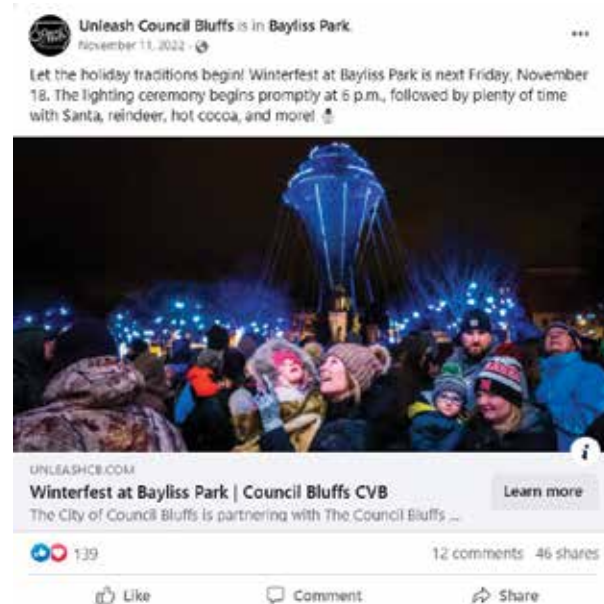 Unleash Council Bluffs is in Bayliss Park.
November 11, 2022 ·
Let the holiday traditions begin! Winterfest at Bayliss Park is next Friday, November
18. The lighting ceremony begins promptly at 6 p.m., followed by plenty of time
with Santa, reindeer, hot cocoa, and more!
UNLEASHCB.COM
Winterfest at Bayliss Park | Council Bluffs CVB
Learn more
The City of Council Bluffs is partnering with The Council Bluffs ...
139
12 comments 46 shares
Like Comment Share